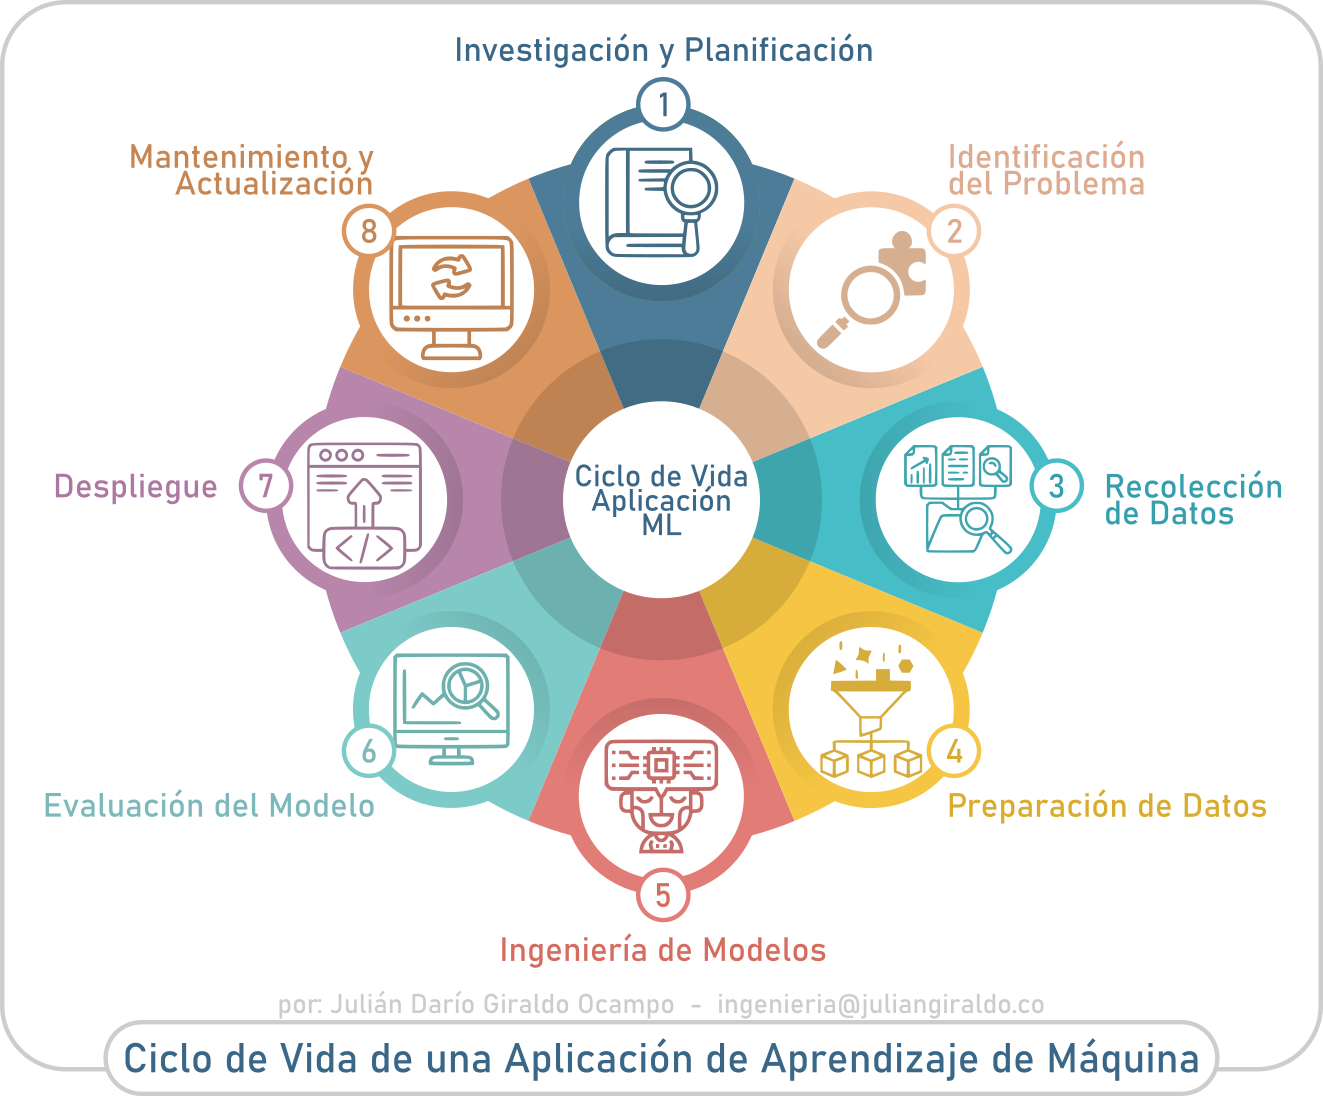 Investigación y Planificación
1
Identificación
del Problema
2
Recolección
de Datos
3
Preparación de Datos
4
Ingeniería de Modelos
5
Evaluación del Modelo
6
Despliegue
7
Mantenimiento y
Actualización
8
Ciclo de Vida
Aplicación
ML
</>
por: Julián Darío Giraldo Ocampo - ingenieria@juliangiraldo.co
Ciclo de Vida de una Aplicación de Aprendizaje de Máquina